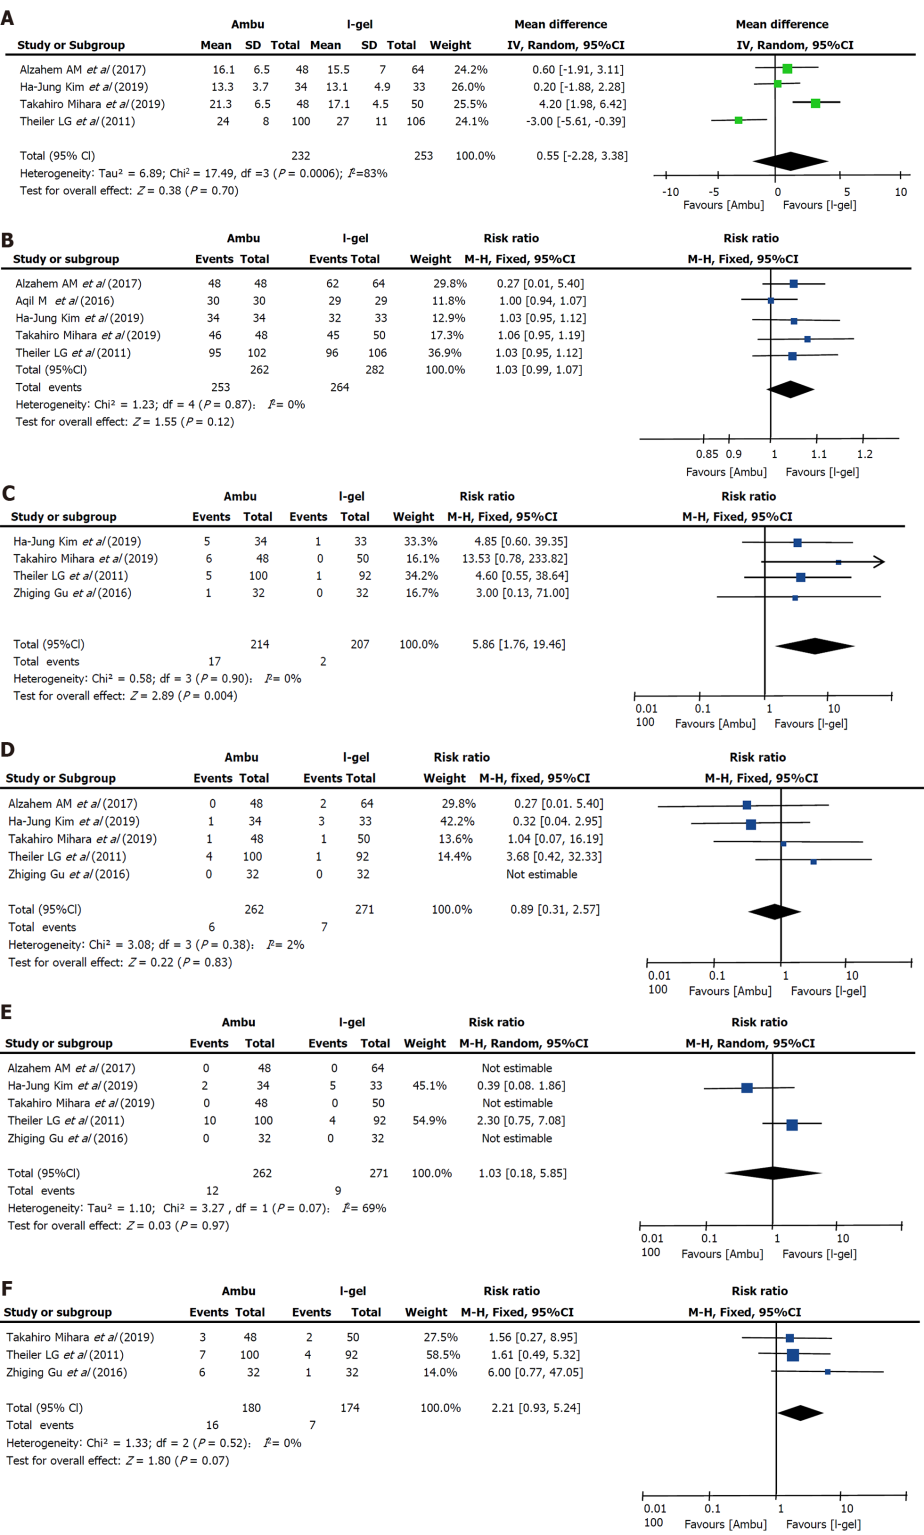 A
Ambu I-gel Mean difference Mean difference
Study or Subgroup Mean SD Total Mean SD Total Weight IV, Random, 95%CI IV, Random, 95%CI
Alzahem AM et al (2017) 16.1 6.5 48 15.5 7 64 24.2% 0.60 [-1.91, 3.11]
Ha-Jung Kim et al (2019) 13.3 3.7 34 13.1 4.9 33 26.0% 0.20 [-1.88, 2.28]
Takahiro Mihara et al (2019) 21.3 6.5 48 17.1 4.5 50 25.5% 4.20 [1.98, 6.42]
Theiler LG et al (2011) 24 8 100 27 11 106 24.1% -3.00 [-5.61, -0.39]
Total (95% CI) 232 253 100.0% 0.55 [-2.28, 3.38]
Heterogeneity: Tau² = 6.89; Chi² = 17.49, df =3 (P = 0.0006); I²=83%
Test for overall effect: Z = 0.38 (P = 0.70)
-10 -5 0 5 10
Favours [Ambu] Favours [I-gel]
B
Ambu I-gel Risk ratio Risk ratio
Study or subgroup Events Total Events Total Weight M-H, Fixed, 95%CI M-H, Fixed, 95%CI
Alzahem AM et al (2017) 48 48 62 64 29.8% 0.27 [0.01, 5.40]
Aqil M et al (2016) 30 30 29 29 11.8% 1.00 [0.94, 1.07]
Ha-Jung Kim et al (2019) 34 34 32 33 12.9% 1.03 [0.95, 1.12]
Takahiro Mihara et al (2019) 46 48 45 50 17.3% 1.06 [0.95, 1.19]
Theiler LG et al (2011) 95 102 96 106 36.9% 1.03 [0.95, 1.12]
Total (95%CI) 262 282 100.0% 1.03 [0.99, 1.07]
Total events 253 264
Heterogeneity: Chi² = 1.23; df = 4 (P = 0.87); I²= 0%
Test for overall effect: Z = 1.55 (P = 0.12)
0.85 0.9 1 1.1 1.2
Favours [Ambu] Favours [I-gel]
C
Ambu I-gel Risk ratio Risk ratio
Study or subgroup Events Total Events Total Weight M-H, Fixed, 95%CI M-H, Fixed, 95%CI
Ha-Jung Kim et al (2019) 5 34 1 33 33.3% 4.85 [0.60. 39.35]
Takahiro Mihara et al (2019) 6 48 0 50 16.1% 13.53 [0.78, 233.82]
Theiler LG et al (2011) 5 100 1 92 34.2% 4.60 [0.55, 38.64]
Zhiging Gu et al (2016) 1 32 0 32 16.7% 3.00 [0.13, 71.00]
Total (95%CI) 214 207 100.0% 5.86 [1.76, 19.46]
Total events 17 2
Heterogeneity: Chi² = 0.58; df = 3 (P = 0.90); I²= 0%
Test for overall effect: Z = 2.89 (P = 0.004)
0.01 0.1 1 10
100 Favours [Ambu] Favours [I-gel]
D
Ambu I-gel Risk ratio Risk ratio
Study or Subgroup Events Total Events Total Weight M-H, fixed, 95%CI M-H, Fixed, 95%CI
Alzahem AM et al (2017) 0 48 2 64 29.8% 0.27 [0.01. 5.40]
Ha-Jung Kim et al (2019) 1 34 3 33 42.2% 0.32 [0.04. 2.95]
Takahiro Mihara et al (2019) 1 48 1 50 13.6% 1.04 [0.07, 16.19]
Theiler LG et al (2011) 4 100 1 92 14.4% 3.68 [0.42, 32.33]
Zhiging Gu et al (2016) 0 32 0 32 Not estimable
Total (95%CI) 262 271 100.0% 0.89 [0.31, 2.57]
Total events 6 7
Heterogeneity: Chi² = 3.08; df = 3 (P = 0.38); I²= 2%
Test for overall effect: Z = 0.22 (P = 0.83)
0.01 0.1 1 10
100 Favours [Ambu] Favours [I-gel]
E
Ambu I-gel Risk ratio Risk ratio
Study or subgroup Events Total Events Total Weight M-H, Random, 95%CI M-H, Random, 95%CI
Alzahem AM et al (2017) 0 48 0 64 Not estimable
Ha-Jung Kim et al (2019) 2 34 5 33 45.1% 0.39 [0.08. 1.86]
Takahiro Mihara et al (2019) 0 48 0 50 Not estimable
Theiler LG et al (2011) 10 100 4 92 54.9% 2.30 [0.75, 7.08]
Zhiging Gu et al (2016) 0 32 0 32 Not estimable
Total (95%CI) 262 271 100.0% 1.03 [0.18, 5.85]
Total events 12 9
Heterogeneity: Tau² = 1.10; Chi² = 3.27 , df = 1 (P = 0.07); I²= 69%
Test for overall effect: Z = 0.03 (P = 0.97)
0.01 0.1 1 10
100 Favours [Ambu] Favours [I-gel]
F
Ambu I-gel Risk ratio Risk ratio
Study or subgroup Events Total Events Total Weight M-H, Fixed, 95%CI M-H, Fixed, 95%CI
Takahiro Mihara et al (2019) 3 48 2 50 27.5% 1.56 [0.27, 8.95]
Theiler LG et al (2011) 7 100 4 92 58.5% 1.61 [0.49, 5.32]
Zhiging Gu et al (2016) 6 32 1 32 14.0% 6.00 [0.77, 47.05]
Total (95% CI) 180 174 100.0% 2.21 [0.93, 5.24]
Total events 16 7
Heterogeneity: Chi² = 1.33; df = 2 (P = 0.52); I²= 0%
Test for overall effect: Z = 1.80 (P = 0.07)
0.01 0.1 1 10
100 Favours [Ambu] Favours [I-gel]